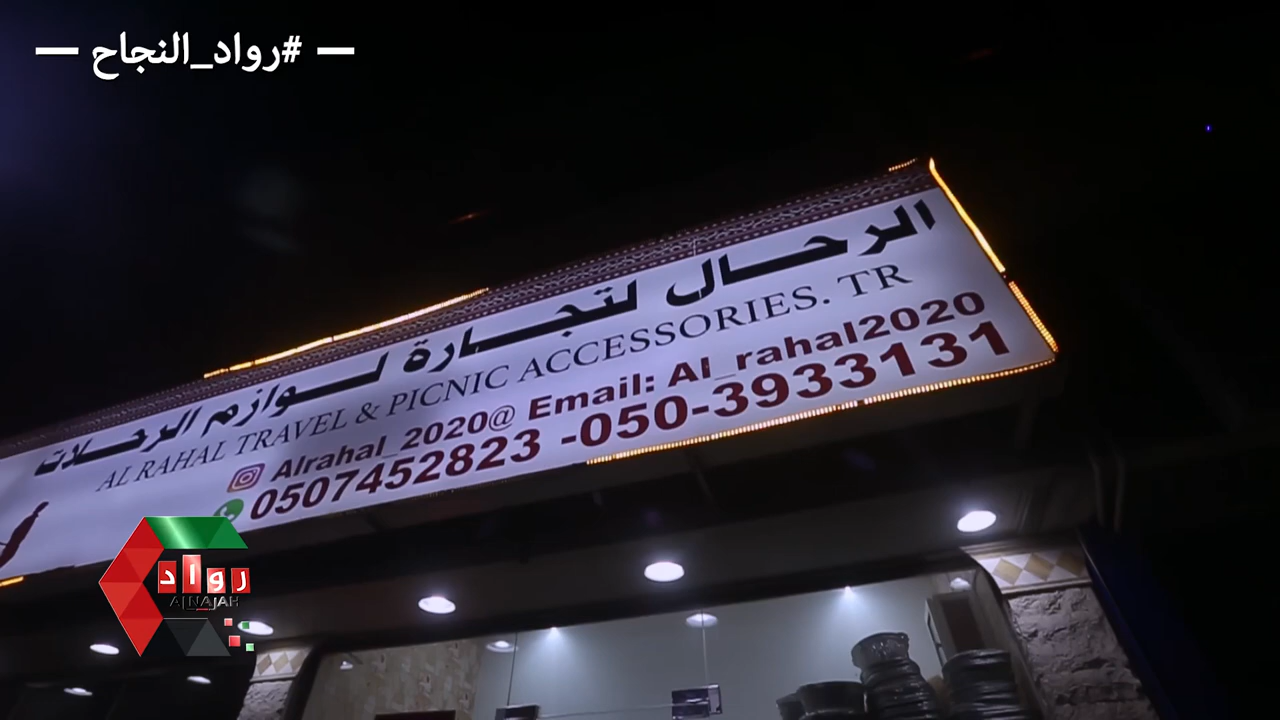 #رواد_النجاح
الرحال لتجارة لوازم الرحلات
AL RAHAL TRAVEL & PICNIC ACCESSORIES. TR
Alrahal_2020@ Email: Al_rahal2020
0507452823 -050-3933131
رواد
ALNAJAH